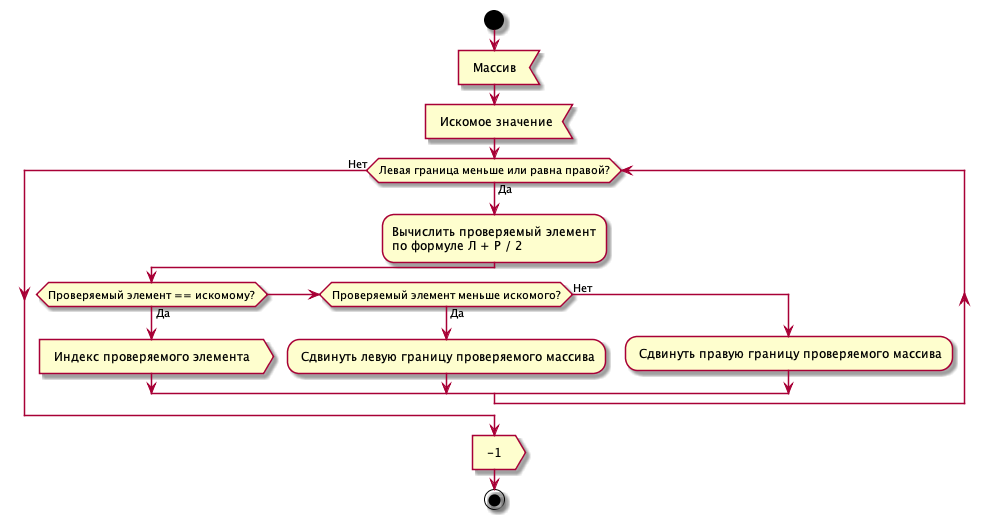 Массив
Искомое значение
Нет
Левая граница меньше или равна правой?
Да
Вычислить проверяемый элемент
по формуле Л + Р / 2
Проверяемый элемент == искомому?
Проверяемый элемент меньше искомого?
Нет
Да
Да
Индекс проверяемого элемента
Сдвинуть левую границу проверяемого массива
Сдвинуть правую границу проверяемого массива
-1